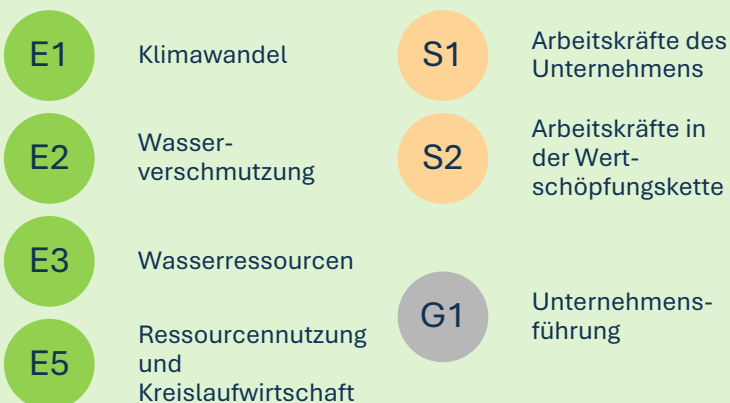 E1
Klimawandel
E2
Wasser-
verschmutzung
E3
Wasserressourcen
E5
Ressourcennutzung
und
Kreislaufwirtschaft
S1
Arbeitskräfte des
Unternehmens
S2
Arbeitskräfte in
der Wert-
schöpfungskette
G1
Unternehmens-
führung